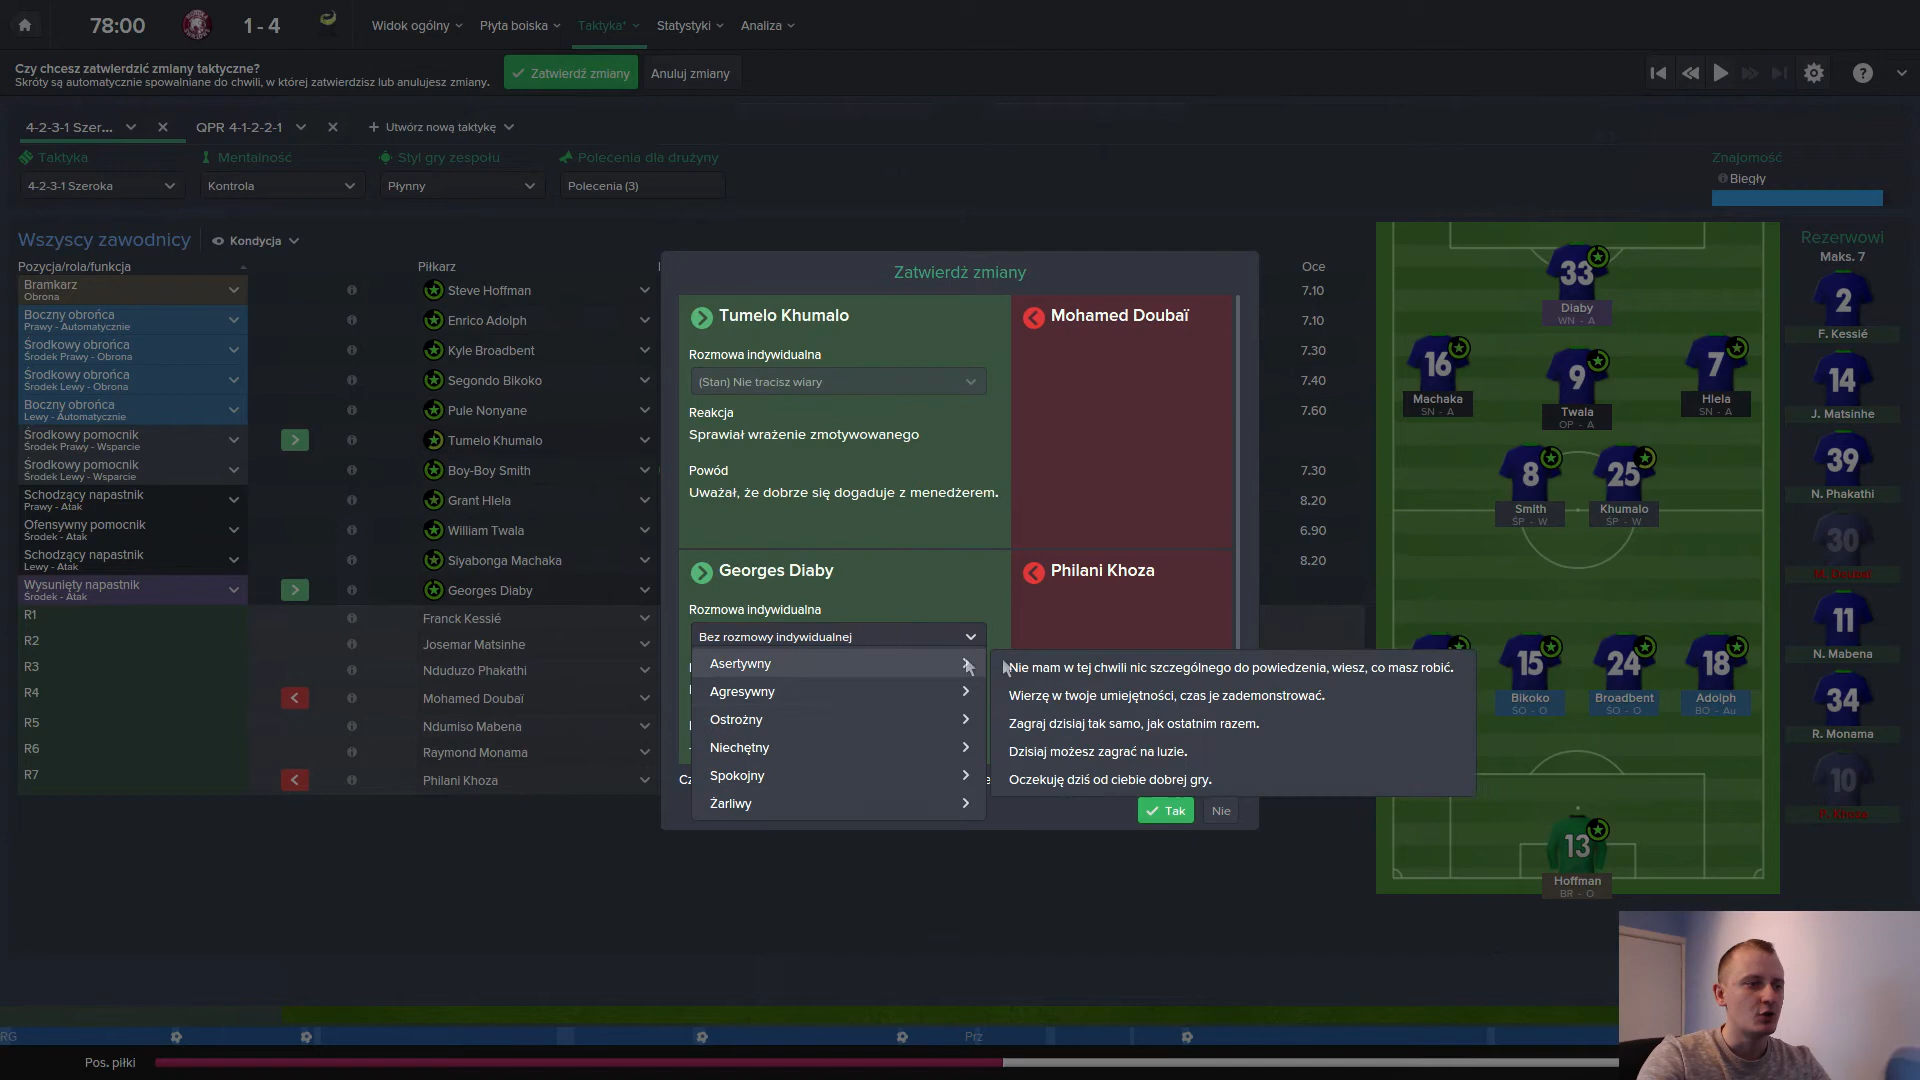 78:00
1 - 4
Widok ogólny
Płyta boiska
Taktyka*
Statystyki
Analiza
Czy chcesz zatwierdzić zmiany taktyczne?
Skróty są automatycznie spowalniane do chwili, w której zatwierdzisz lub anulujesz zmiany.
Zatwierdź zmiany
Anuluj zmiany
4-2-3-1 Szer...
QPR 4-1-2-2-1
Utwórz nową taktykę
Taktyka
Mentalność
Styl gry zespołu
Polecenia dla drużyny
4-2-3-1 Szeroka
Kontrola
Płynny
Polecenia (3)
Znajomość
Biegły
Wszyscy zawodnicy
Kondycja
Pozycja/rola/funkcja
Piłkarz
Oce
Bramkarz
Obrona
Steve Hoffman
7.10
Boczny obrońca
Prawy - Automatycznie
Enrico Adolph
7.10
Środkowy obrońca
Środek Prawy - Obrona
Kyle Broadbent
7.30
Środkowy obrońca
Środek Lewy - Obrona
Segondo Bikoko
7.40
Boczny obrońca
Lewy - Automatycznie
Pule Nonyane
7.60
Środkowy pomocnik
Środek Prawy - Wsparcie
Tumelo Khumalo
Środkowy pomocnik
Środek Lewy - Wsparcie
Boy-Boy Smith
7.30
Schodzący napastnik
Prawy - Atak
Grant Hlela
8.20
Ofensywny pomocnik
Środek - Atak
William Twala
6.90
Schodzący napastnik
Lewy - Atak
Siyabonga Machaka
8.20
Wysunięty napastnik
Środek - Atak
Georges Diaby
R1
Franck Kessié
R2
Josemar Matsinhe
R3
Nduduzo Phakathi
R4
Mohamed Doubaï
R5
Ndumiso Mabena
R6
Raymond Monama
R7
Philani Khoza
Zatwierdź zmiany
Tumelo Khumalo
Mohamed Doubaï
Rozmowa indywidualna
(Stan) Nie tracisz wiary
Reakcja
Sprawiał wrażenie zmotywowanego
Powód
Uważał, że dobrze się dogaduje z menedżerem.
Georges Diaby
Philani Khoza
Rozmowa indywidualna
Bez rozmowy indywidualnej
Asertywny
Agresywny
Ostrożny
Niechętny
Spokojny
Żarliwy
Nie mam w tej chwili nic szczególnego do powiedzenia, wiesz, co masz robić.
Wierzę w twoje umiejętności, czas je zademonstrować.
Zagraj dzisiaj tak samo, jak ostatnim razem.
Dzisiaj możesz zagrać na luzie.
Oczekuję dziś od ciebie dobrej gry.
Tak
Nie
33
Diaby
WN - A
16
Machaka
SN - A
9
Twala
OP - A
7
Hlela
SN - A
8
Smith
ŚP - W
25
Khumalo
ŚP - W
15
Bikoko
ŚO - O
24
Broadbent
ŚO - O
18
Adolph
BO - Au
13
Hoffman
BR - O
Rezerwowi
Maks. 7
2
F. Kessié
14
J. Matsinhe
39
N. Phakathi
30
M. Doubaï
11
N. Mabena
34
R. Monama
10
P. Khoza
RG
Prz
Pos. piłki